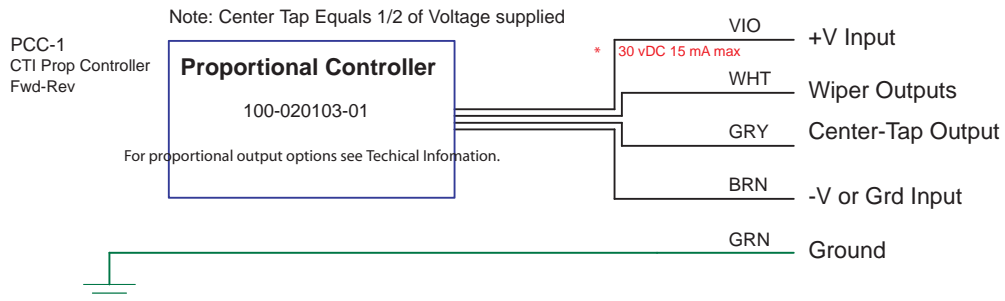 Note: Center Tap Equals 1/2 of Voltage supplied
PCC-1
CTI Prop Controller
Fwd-Rev
Proportional Controller
100-020103-01
For proportional output options see Techical Infomation.
* 30 vDC 15 mA max
VIO +V Input
WHT Wiper Outputs
GRY Center-Tap Output
BRN -V or Grd Input
GRN Ground